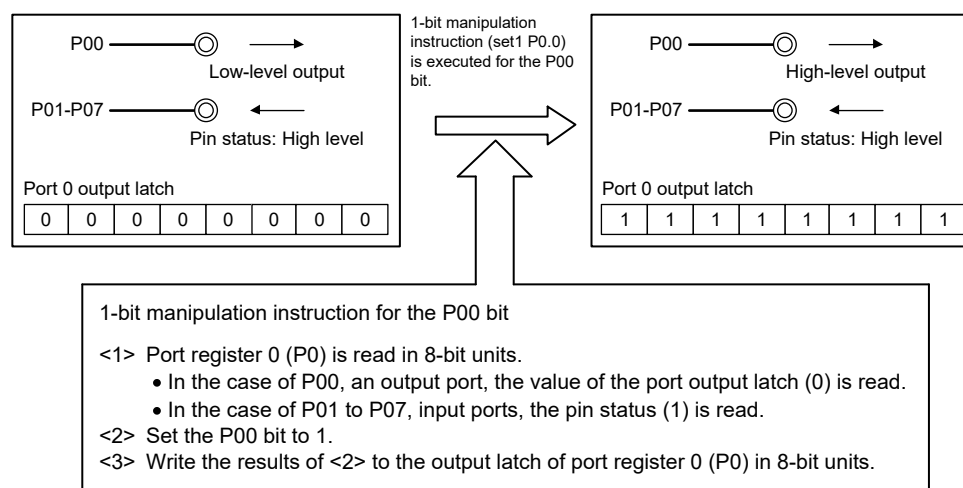 P00
Low-level output
P01-P07
Pin status: High level
Port 0 output latch
0 0 0 0 0 0 0 0
1-bit manipulation
instruction (set1 P0.0)
is executed for the P00
bit.
P00
High-level output
P01-P07
Pin status: High level
Port 0 output latch
1 1 1 1 1 1 1 1
1-bit manipulation instruction for the P00 bit
<1> Port register 0 (P0) is read in 8-bit units.
• In the case of P00, an output port, the value of the port output latch (0) is read.
• In the case of P01 to P07, input ports, the pin status (1) is read.
<2> Set the P00 bit to 1.
<3> Write the results of <2> to the output latch of port register 0 (P0) in 8-bit units.